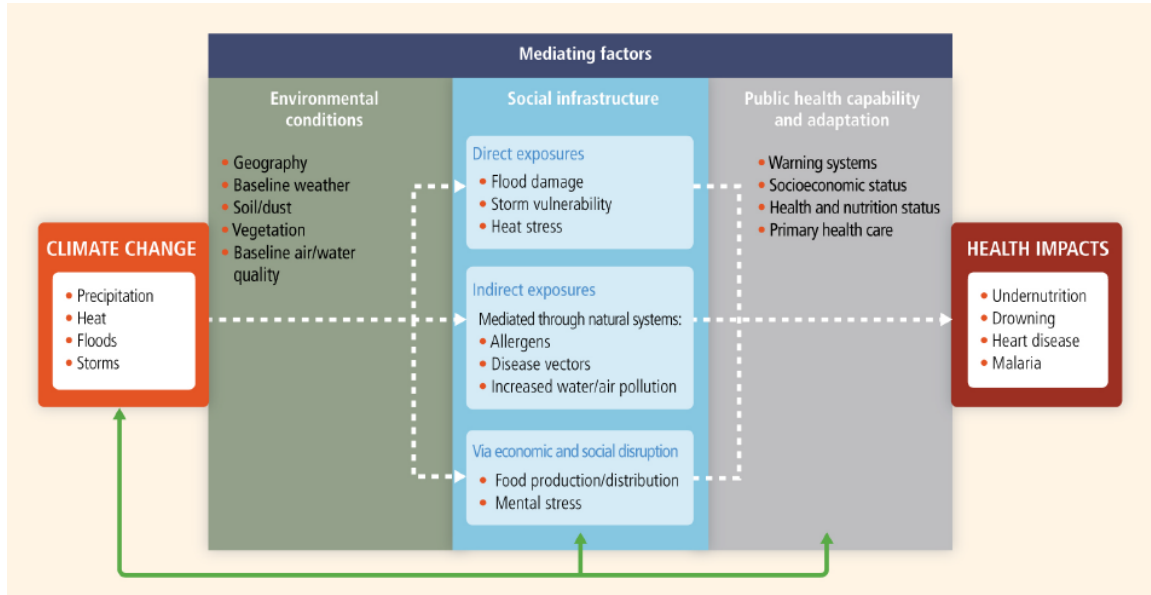 Mediating factors
Environmental
conditions
• Geography
• Baseline weather
• Soil/dust
• Vegetation
• Baseline air/water
quality
Social infrastructure
Direct exposures
• Flood damage
• Storm vulnerability
• Heat stress
Indirect exposures
Mediated through natural systems:
• Allergens
• Disease vectors
• Increased water/air pollution
Via economic and social disruption
• Food production/distribution
• Mental stress
Public health capability
and adaptation
• Warning systems
• Socioeconomic status
• Health and nutrition status
• Primary health care
CLIMATE CHANGE
• Precipitation
• Heat
• Floods
• Storms
HEALTH IMPACTS
• Undernutrition
• Drowning
• Heart disease
• Malaria